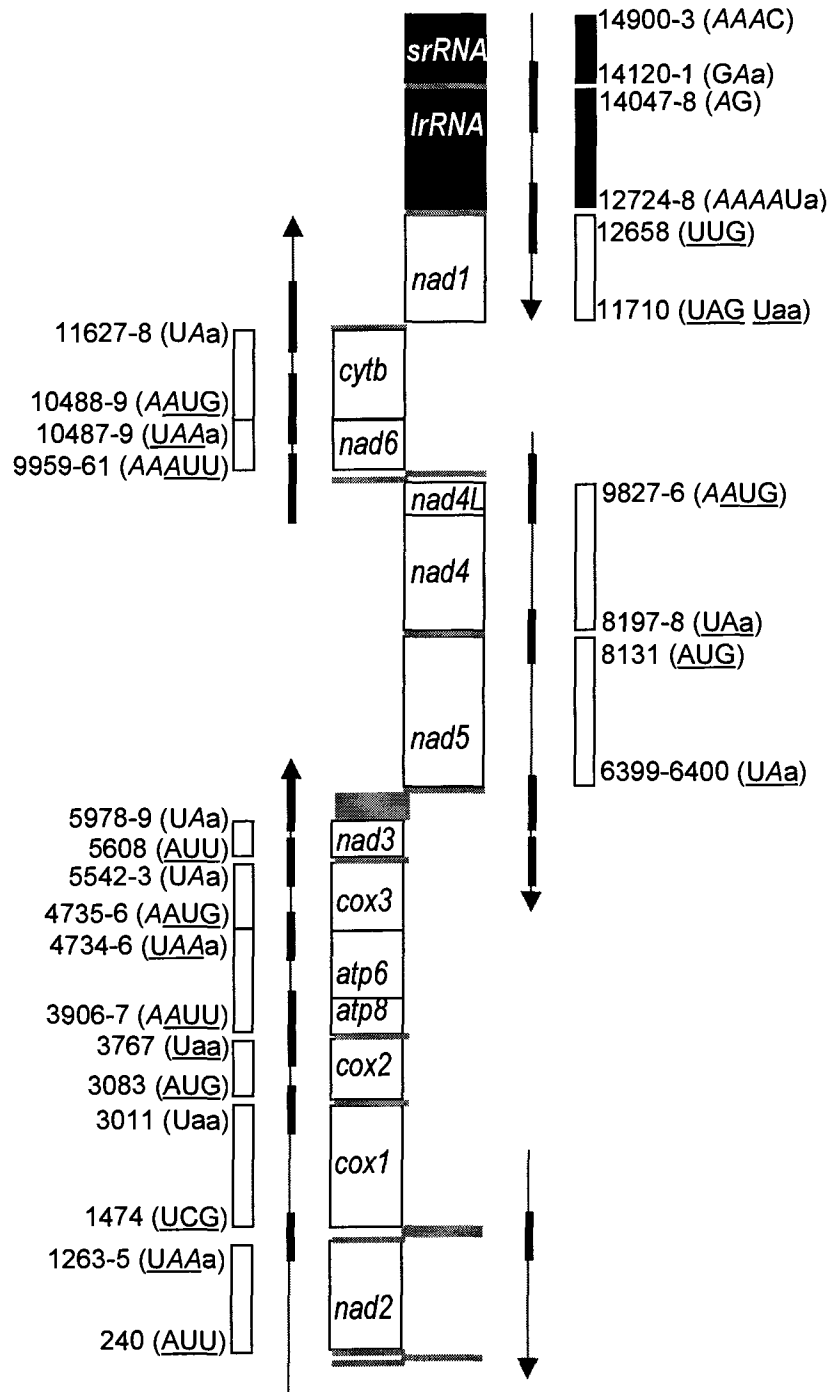 14900-3 (AAAC)
srRNA
14120-1 (GAa)
14047-8 (AG)
lrRNA
12724-8 (AAAAUa)
12658 (UUG)
nad1
11710 (UAG Uaa)
11627-8 (UAa)
cytb
10488-9 (AAUG)
10487-9 (UAAa)
nad6
9959-61 (AAAUU)
nad4L
9827-6 (AAUG)
nad4
8197-8 (UAa)
8131 (AUG)
nad5
6399-6400 (UAa)
5978-9 (UAa)
nad3
5608 (AUU)
5542-3 (UAa)
cox3
4735-6 (AAUG)
4734-6 (UAAa)
atp6
atp8
3906-7 (AAUU)
3767 (Uaa)
cox2
3083 (AUG)
3011 (Uaa)
cox1
1474 (UCG)
1263-5 (UAAa)
nad2
240 (AUU)